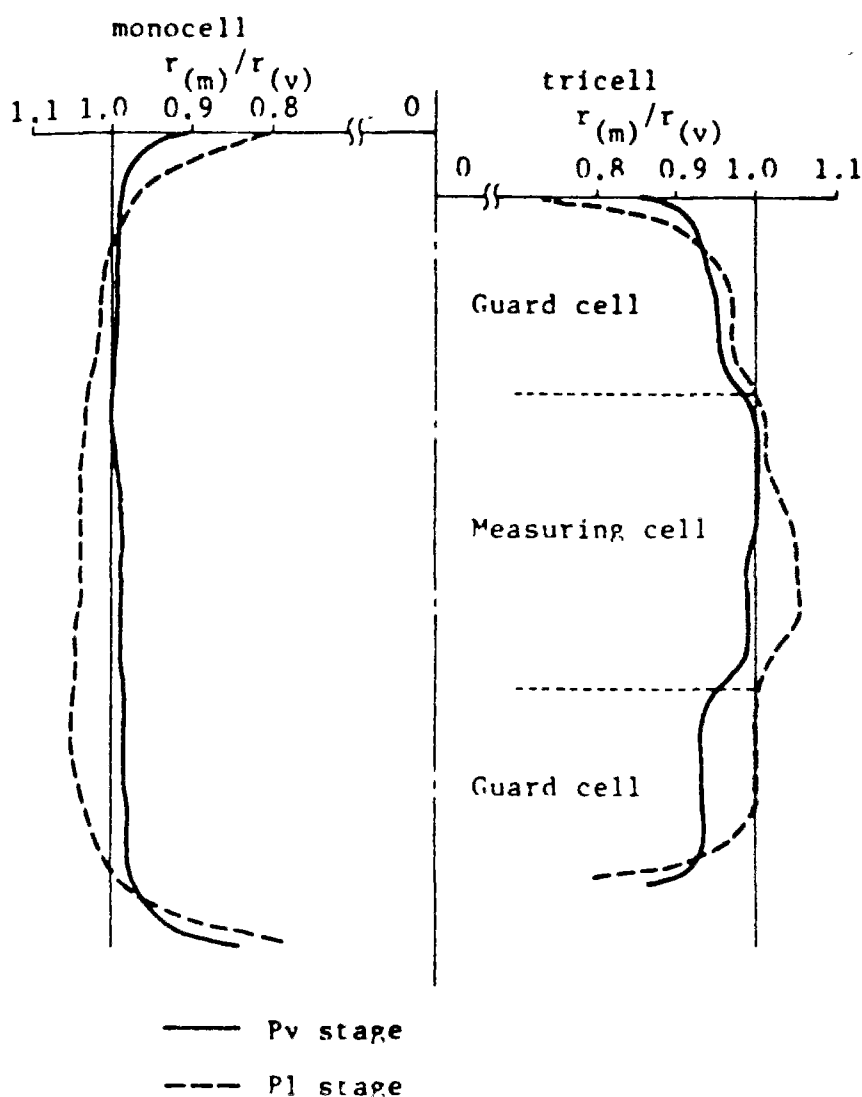 monocell
r(m)/r(v)
1.1 1.0 0.9 0.8 0
tricell
r(m)/r(v)
0 0.8 0.9 1.0 1.1
Guard cell
Measuring cell
Guard cell
Pv stage
Pl stage